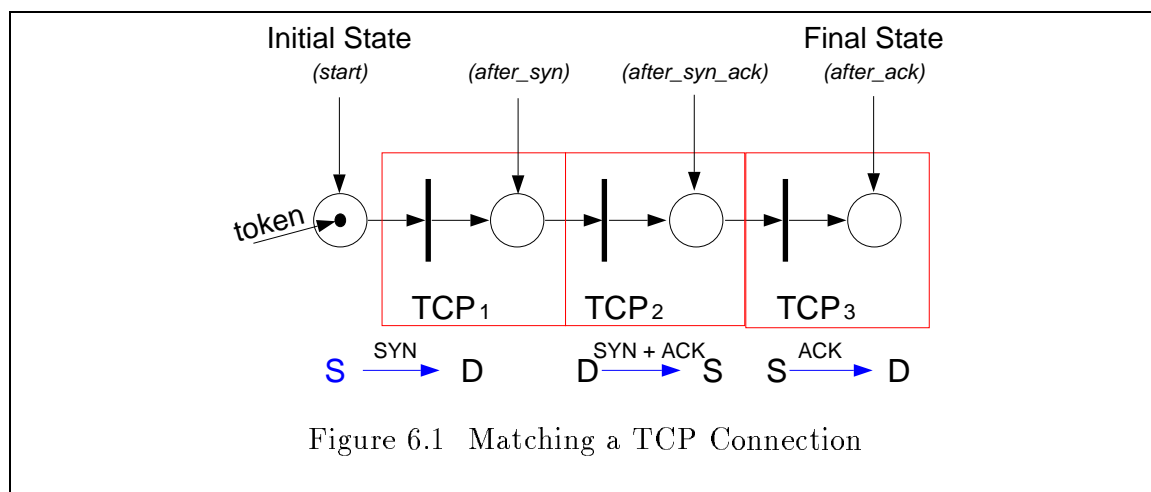 Initial State Final State
(start) (after_syn) (after_syn_ack) (after_ack)
token
TCP1 TCP2 TCP3
SYN SYN + ACK ACK
S D D S S D
Figure 6.1 Matching a TCP Connection